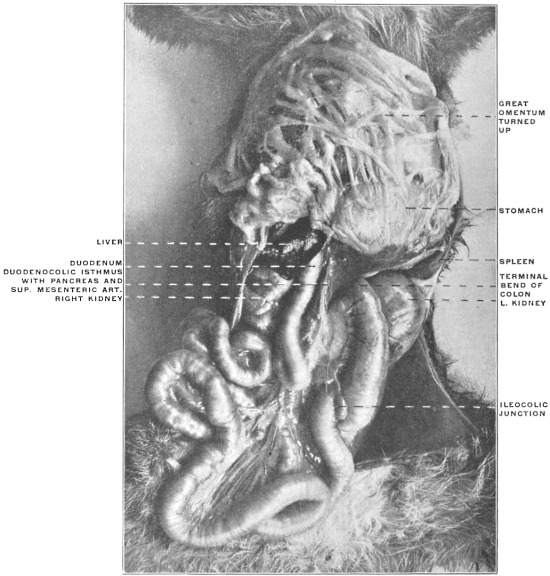 GREAT
OMENTUM
TURNED
UP
STOMACH
LIVER
DUODENUM
DUODENOCOLIC ISTHMUS
WITH PANCREAS AND
SUP. MESENTERIC ART.
RIGHT KIDNEY
SPLEEN
TERMINAL
BEND OF
COLON
L. KIDNEY
ILEOCOLIC
JUNCTION